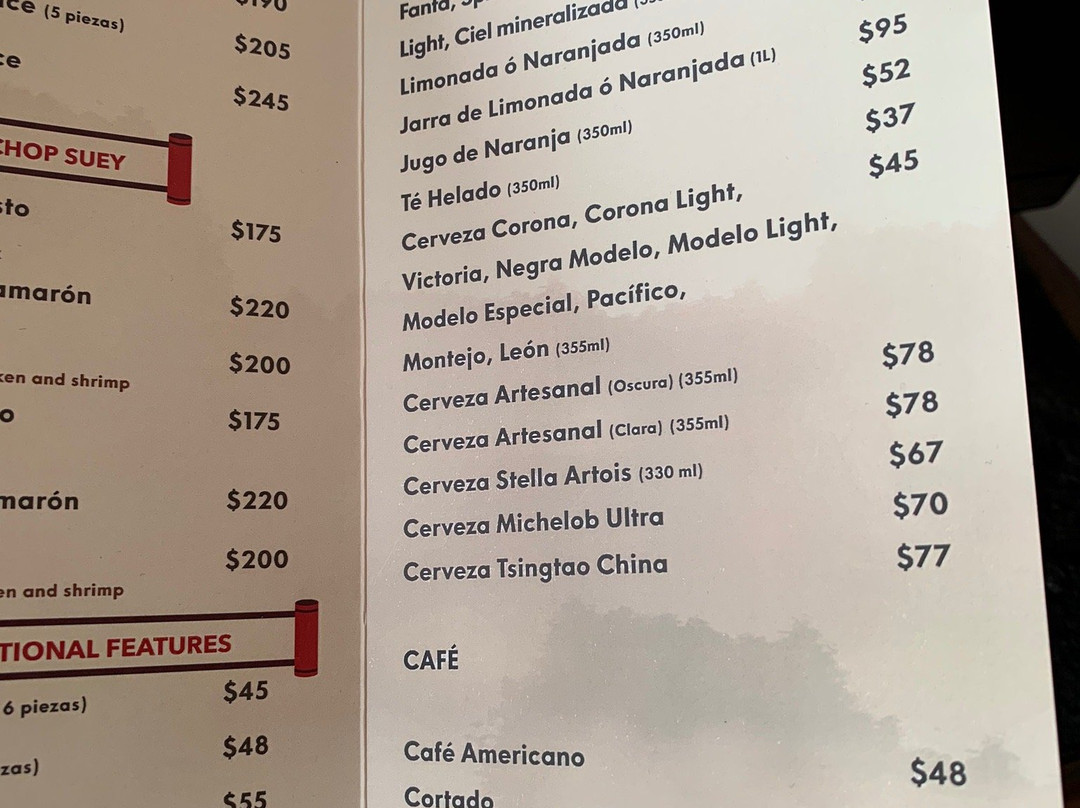 ce (5 piezas)
$190
$205
ce
$245
CHOP SUEY
sto
$175
amarón
$220
$200
ken and shrimp
o
$175
marón
$220
$200
en and shrimp
TIONAL FEATURES
6 piezas)
$45
$48
zas)
$55
Fanta,
Light, Ciel mineralizada
Limonada ó Naranjada (350ml)
$95
Jarra de Limonada ó Naranjada (1L)
$52
Jugo de Naranja (350ml)
$37
Té Helado (350ml)
$45
Cerveza Corona, Corona Light,
Victoria, Negra Modelo, Modelo Light,
Modelo Especial, Pacífico,
Montejo, León (355ml)
$78
Cerveza Artesanal (Oscura) (355ml)
$78
Cerveza Artesanal (Clara) (355ml)
$67
Cerveza Stella Artois (330 ml)
$70
Cerveza Michelob Ultra
$77
Cerveza Tsingtao China
CAFÉ
Café Americano
$48
Cortado